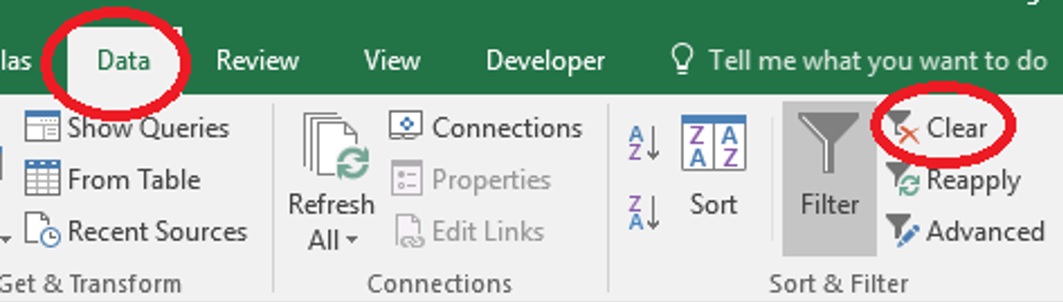 las Data Review View Developer Tell me what you want to do
Show Queries
From Table
Recent Sources
Get & Transform
Refresh
All
Connections
Properties
Edit Links
Connections
A
Z
Z
A
Z A
A Z
Sort
Filter
Clear
Reapply
Advanced
Sort & Filter